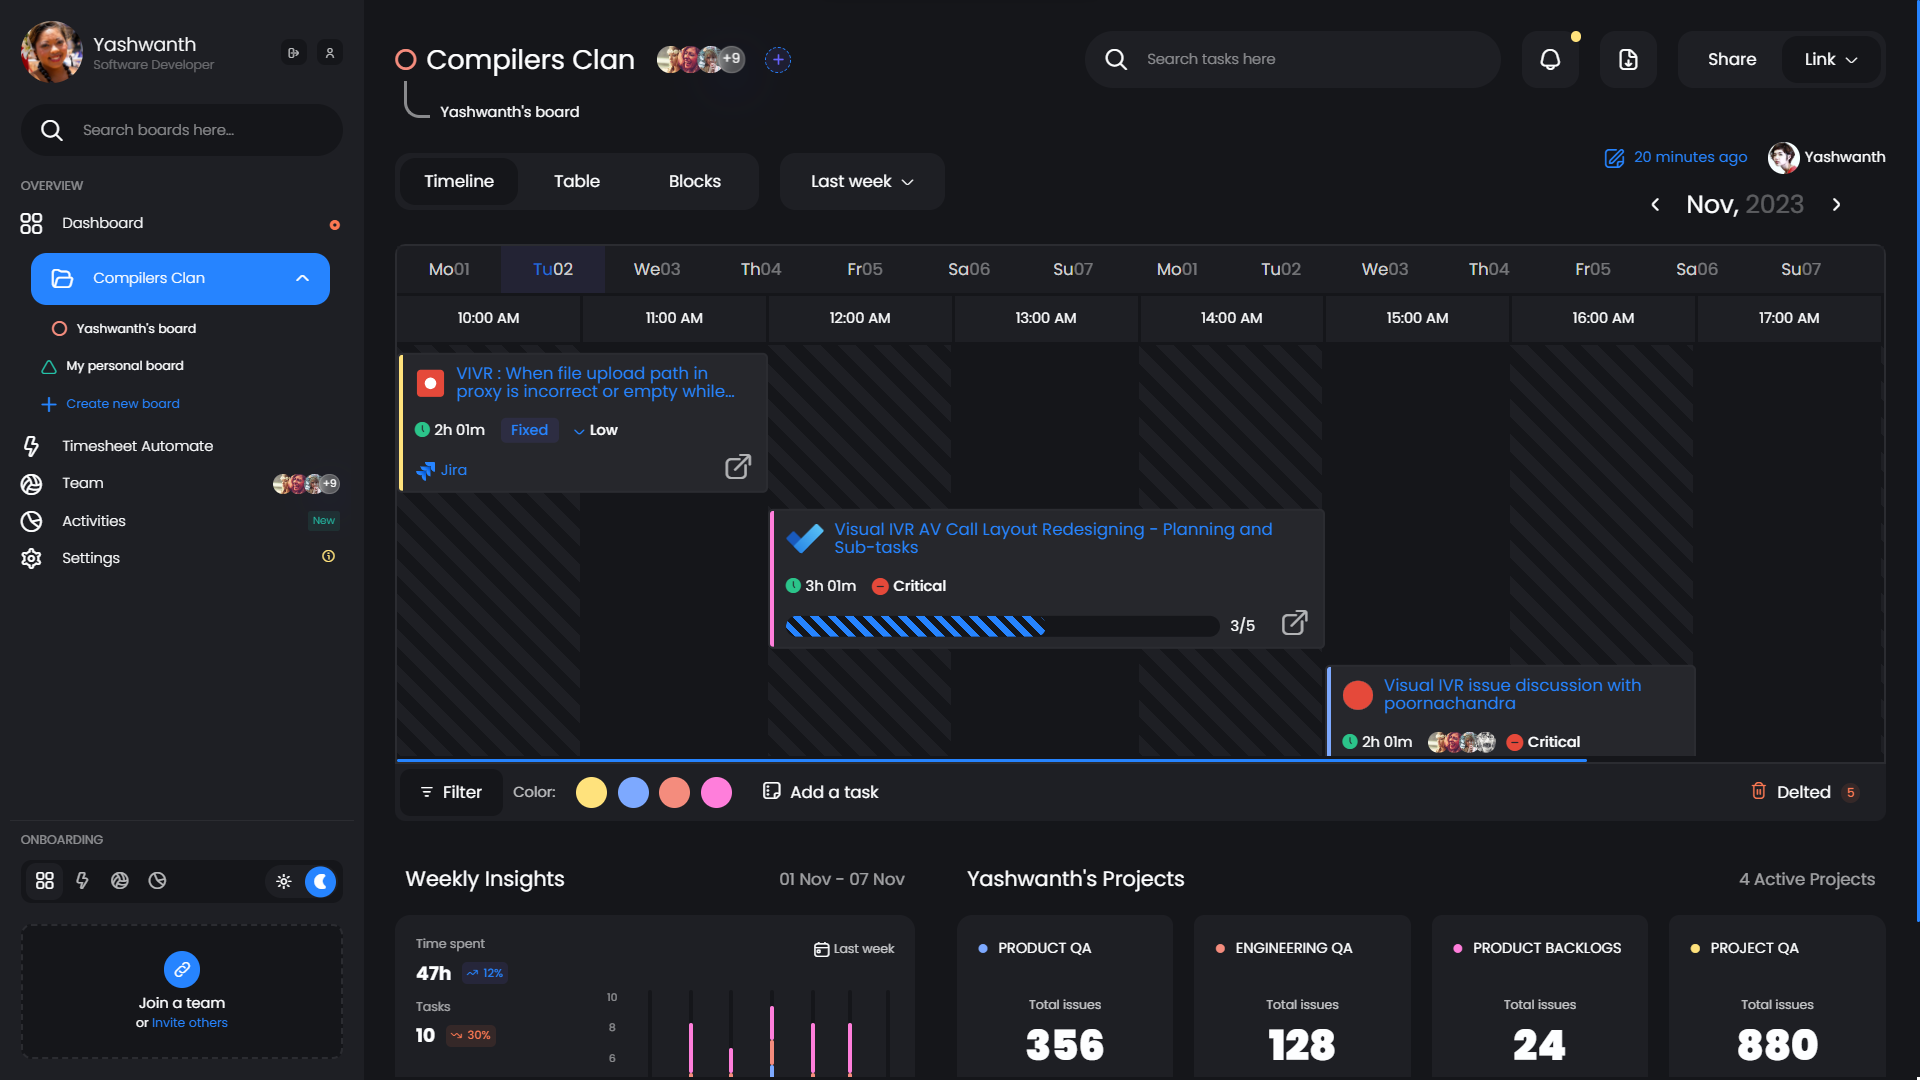 Yashwanth
Software Developer
Search boards here...
OVERVIEW
Dashboard
Compilers Clan
Yashwanth's board
My personal board
Create new board
Timesheet Automate
Team
+9
Activities
New
Settings
ONBOARDING
Join a team
or Invite others
Compilers Clan
+9
Yashwanth's board
Search tasks here
Share
Link
20 minutes ago
Yashwanth
Timeline
Table
Blocks
Last week
Nov, 2023
Mo01 Tu02 We03 Th04 Fr05 Sa06 Su07 Mo01 Tu02 We03 Th04 Fr05 Sa06 Su07
10:00 AM 11:00 AM 12:00 AM 13:00 AM 14:00 AM 15:00 AM 16:00 AM 17:00 AM
VIVR : When file upload path in
proxy is incorrect or empty while...
2h 01m Fixed Low
Jira
Visual IVR AV Call Layout Redesigning - Planning and
Sub-tasks
3h 01m Critical
3/5
Visual IVR issue discussion with
poornachandra
2h 01m Critical
Filter
Color:
Add a task
Delted 5
Weekly Insights
01 Nov - 07 Nov
Time spent
47h 12%
Tasks
10 30%
Last week
10
8
6
Yashwanth's Projects
4 Active Projects
PRODUCT QA
Total issues
356
ENGINEERING QA
Total issues
128
PRODUCT BACKLOGS
Total issues
24
PROJECT QA
Total issues
880